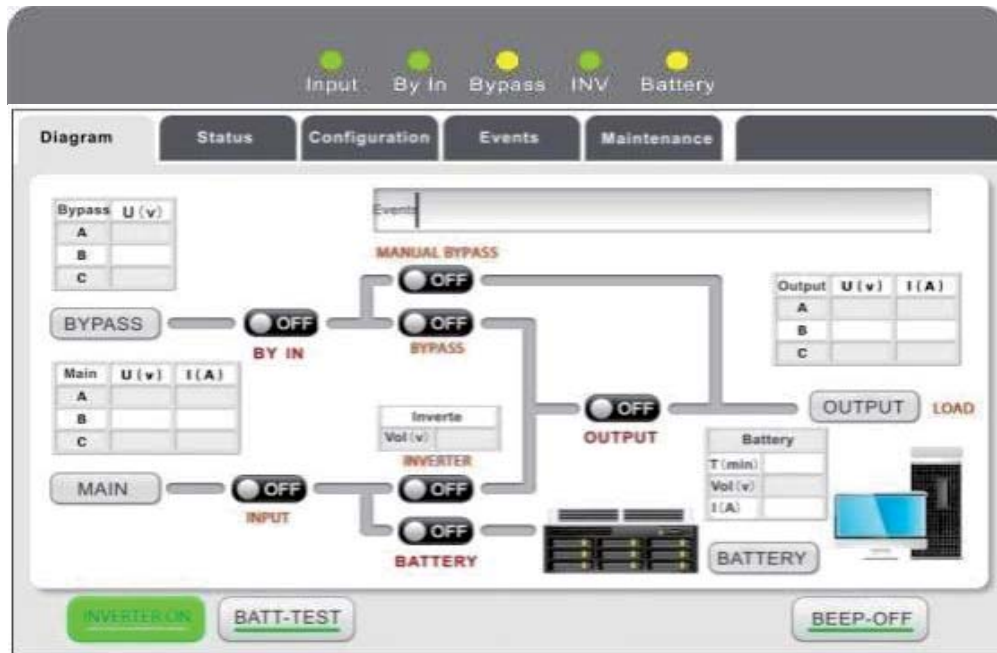 Input By In Bypass INV Battery
Diagram Status Configuration Events Maintenance
Bypass U (v)
A
B
C
Events
MANUAL BYPASS
OFF
BYPASS
OFF
BY IN
OFF
BYPASS
Output U (v) I (A)
A
B
C
Main U (v) I (A)
A
B
C
Inverte
Vol (v)
INVERTER
OFF
OUTPUT
OUTPUT LOAD
MAIN
OFF
INPUT
OFF
OFF
BATTERY
Battery
T (min)
Vol (v)
I (A)
BATTERY
INVERTER ON BATT-TEST BEEP-OFF